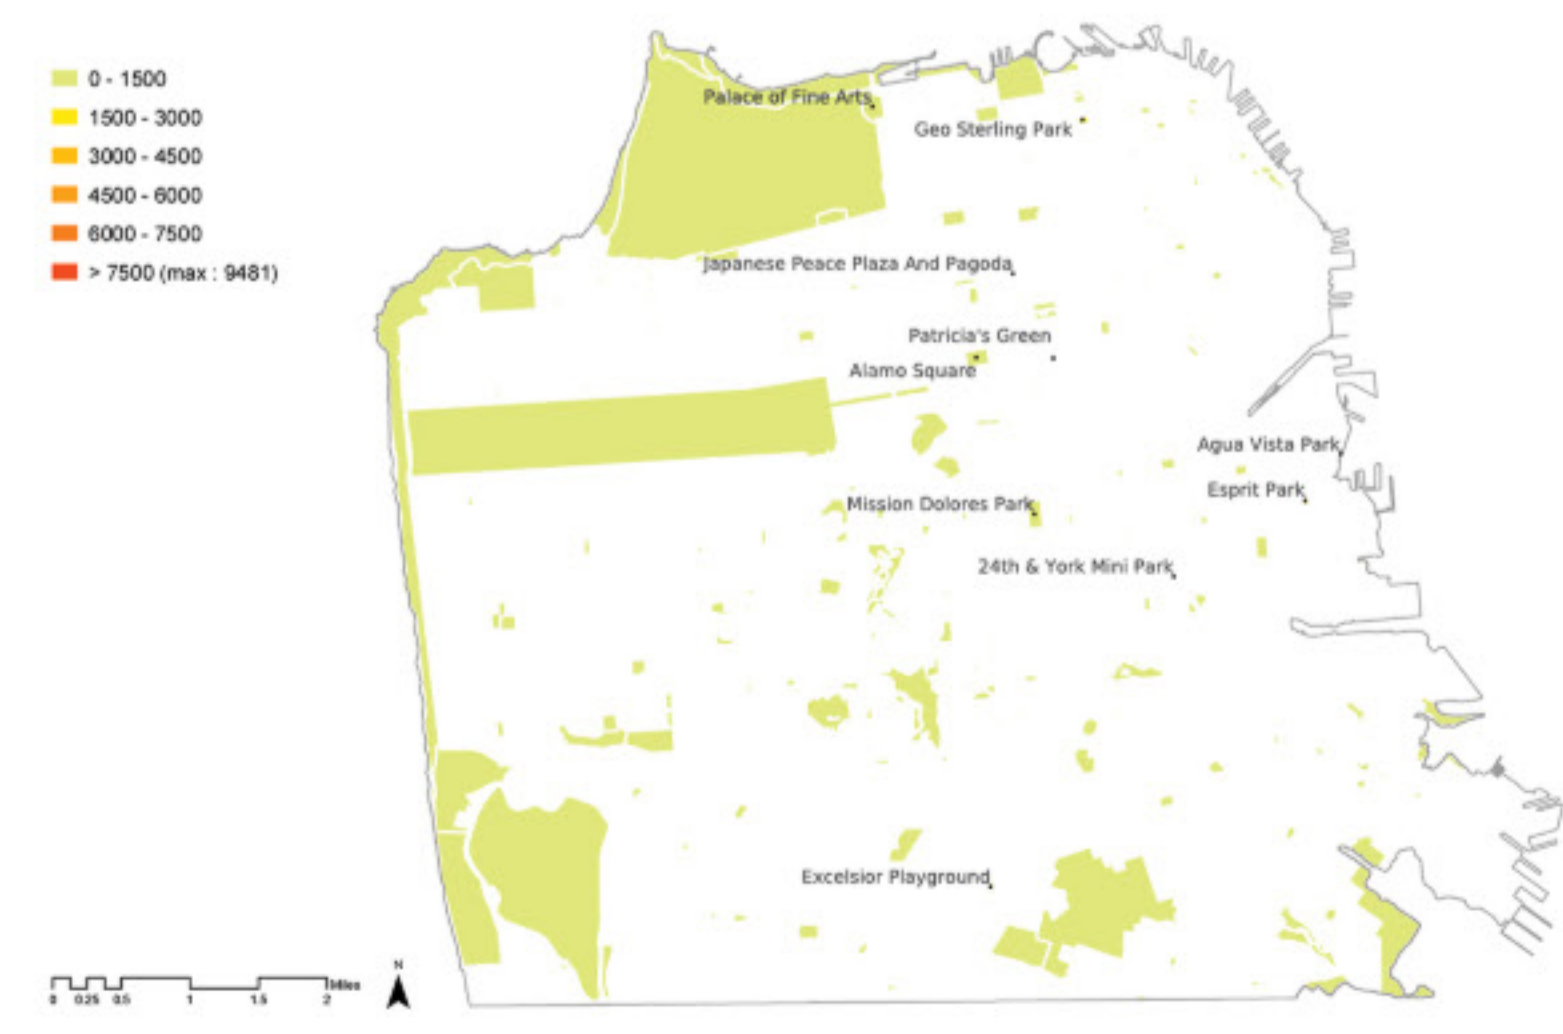 0 - 1500
1500 - 3000
3000 - 4500
4500 - 6000
6000 - 7500
> 7500 (max : 9481)
Palace of Fine Arts
Geo Sterling Park
Japanese Peace Plaza And Pagoda
Patricia's Green
Alamo Square
Agua Vista Park
Esprit Park
Mission Dolores Park
24th & York Mini Park
Excelsior Playground
N
Miles
0 0.25 0.5 1 1.5 2